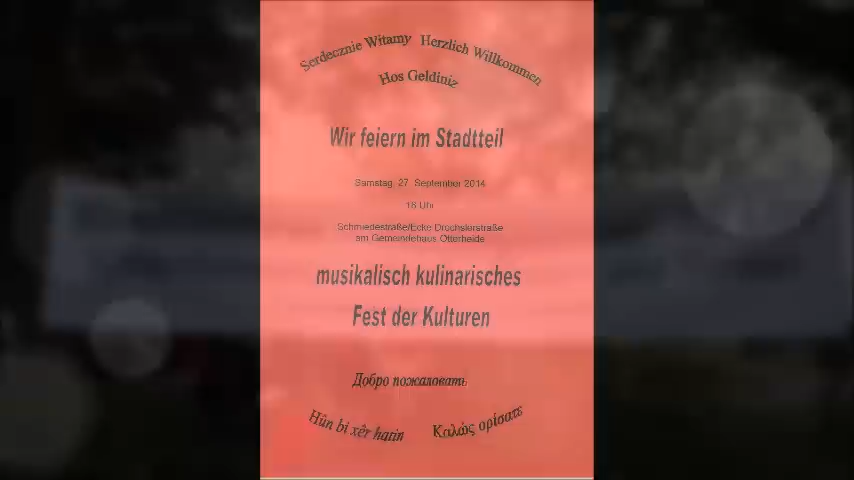 Serdecznie Witamy Herzlich Willkommen
Hos Geldiniz
Wir feiern im Stadtteil
Samstag, 27. September 2014
16 Uhr
Schmiedestraße/Ecke Drochslerstraße
am Gemeindehaus Otterheide
musikalisch kulinarisches
Fest der Kulturen
Добро пожаловать
Hûn bi xêr hatin Καλώς ορίσατε